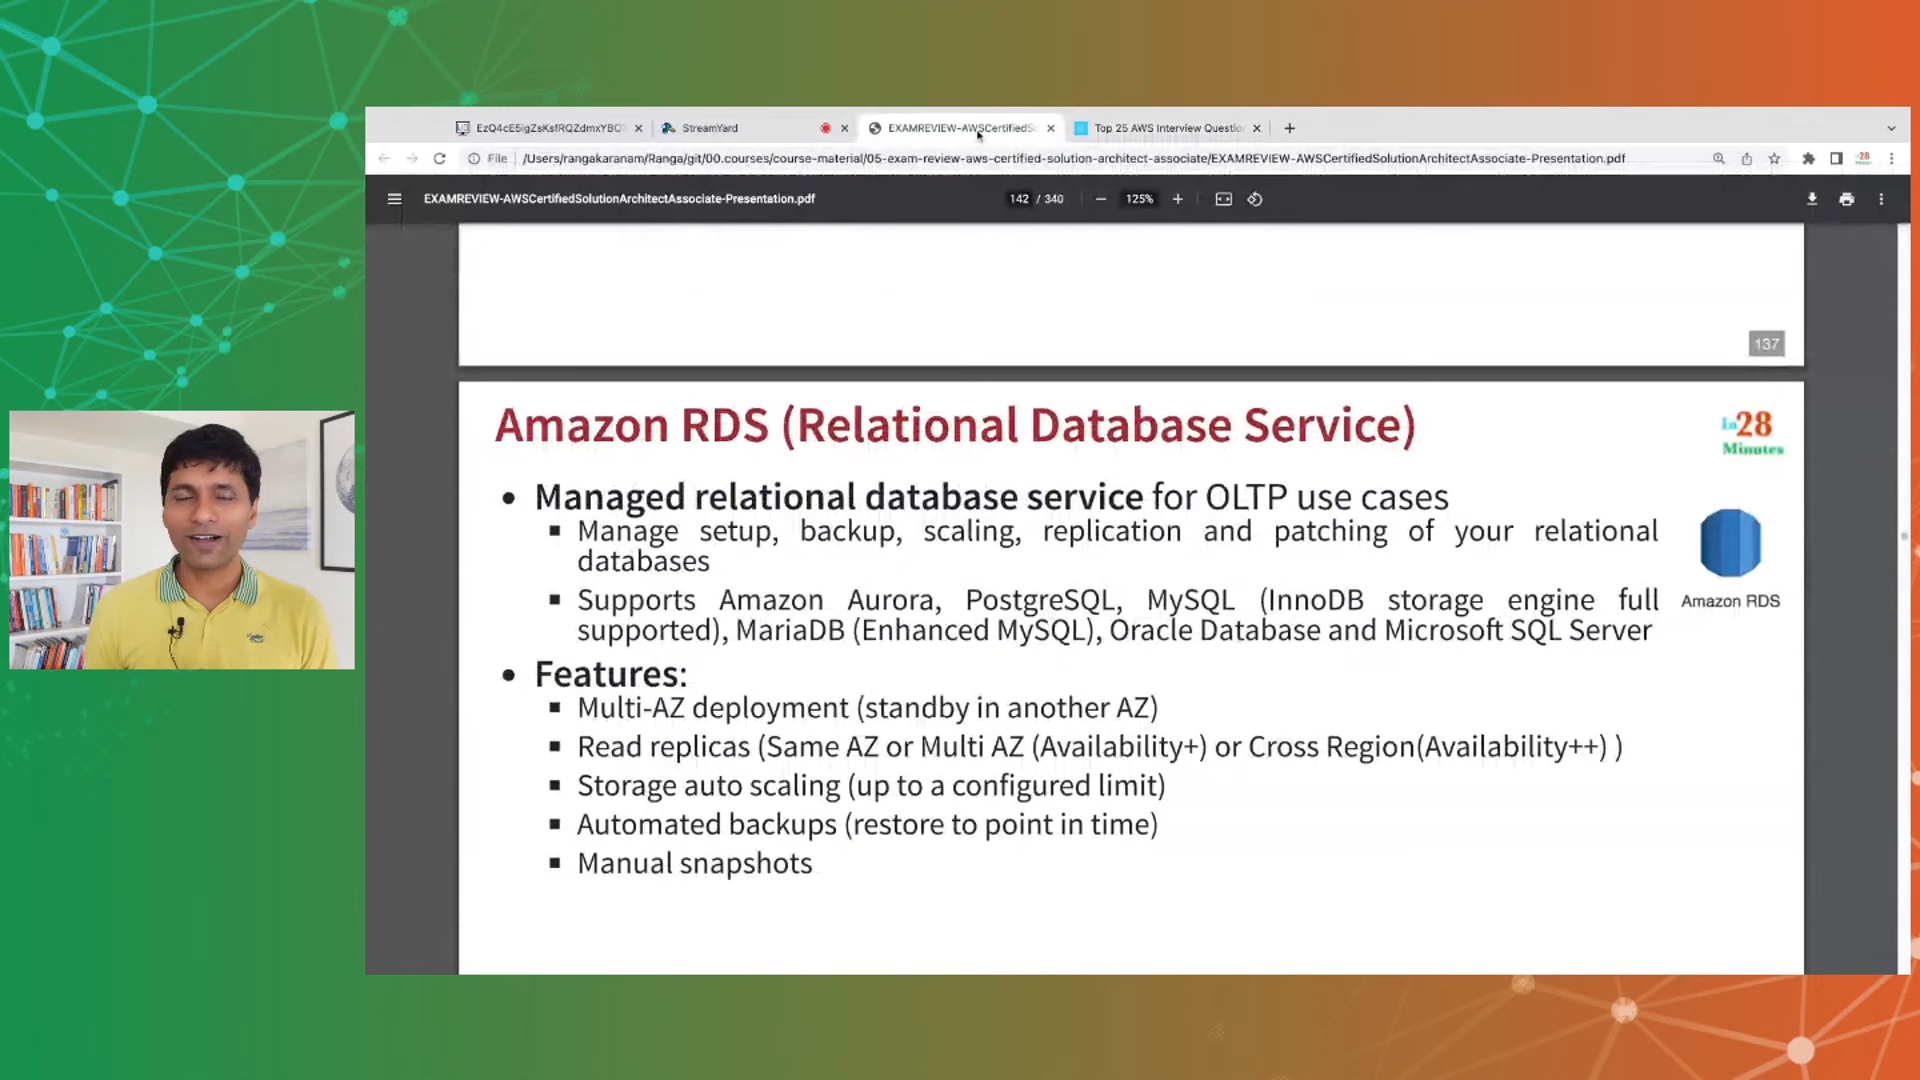 EzQ4cE5igZsKsfRQZdmxYBC
StreamYard
EXAMREVIEW-AWSCertifiedS
Top 25 AWS Interview Questio
File
/Users/rangakaranam/Ranga/git/00.courses/course-material/05-exam-review-aws-certified-solution-architect-associate/EXAMREVIEW-AWSCertifiedSolutionArchitectAssociate-Presentation.pdf
EXAMREVIEW-AWSCertifiedSolutionArchitectAssociate-Presentation.pdf
142 / 340
125%
137
Amazon RDS (Relational Database Service)
In 28
Minutes
• Managed relational database service for OLTP use cases
▪ Manage setup, backup, scaling, replication and patching of your relational
databases
▪ Supports Amazon Aurora, PostgreSQL, MySQL (InnoDB storage engine full
supported), MariaDB (Enhanced MySQL), Oracle Database and Microsoft SQL Server
Amazon RDS
• Features:
▪ Multi-AZ deployment (standby in another AZ)
▪ Read replicas (Same AZ or Multi AZ (Availability+) or Cross Region(Availability++) )
▪ Storage auto scaling (up to a configured limit)
▪ Automated backups (restore to point in time)
▪ Manual snapshots